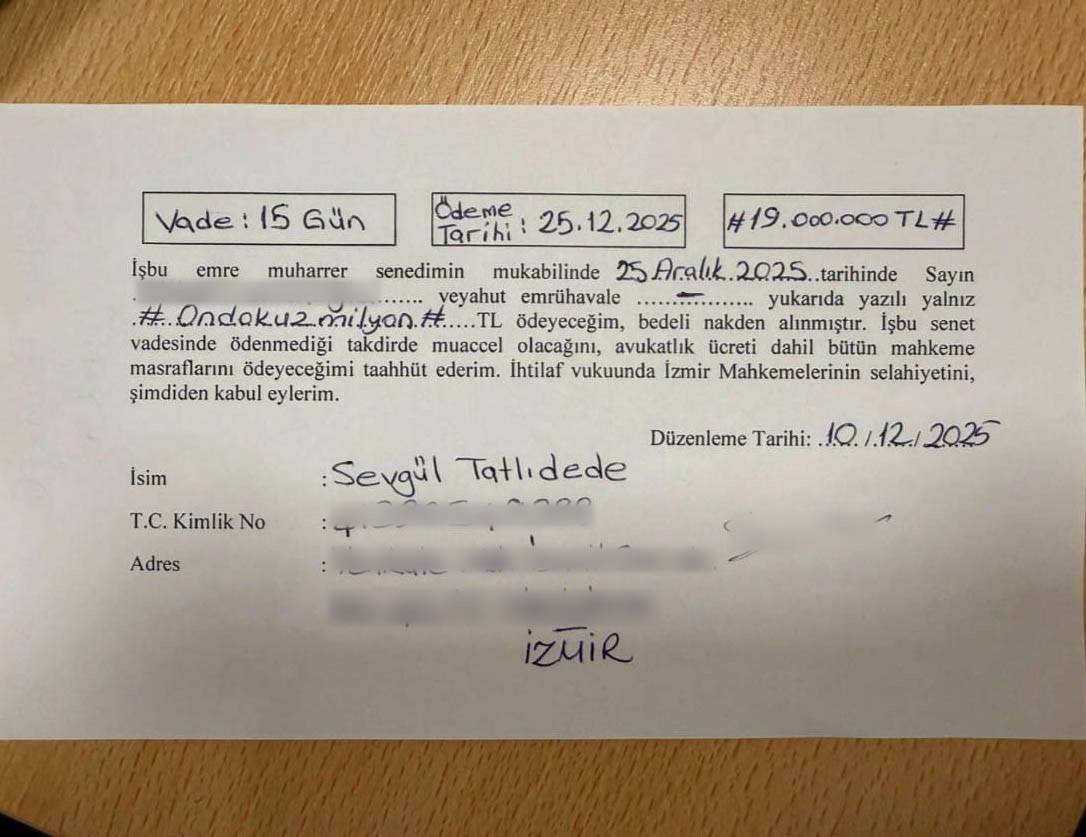 Vade : 15 Gün
Ödeme Tarihi : 25.12.2025
#19.000.000 TL#
İşbu emre muharrer senedimin mukabilinde 25 Aralık.2025..tarihinde Sayın
...... veyahut emrühavale .......–.......... yukarıda yazılı yalnız
.#..Ondokuz milyon.#.....TL ödeyeceğim, bedeli nakden alınmıştır. İşbu senet
vadesinde ödenmediği takdirde muaccel olacağını, avukatlık ücreti dahil bütün mahkeme
masraflarını ödeyeceğimi taahhüt ederim. İhtilaf vukuunda İzmir Mahkemelerinin selahiyetini,
şimdiden kabul eylerim.
Düzenleme Tarihi: .10./.12./.2025
İsim : Sevgül Tatlıdede
T.C. Kimlik No :
Adres :
İZMİR